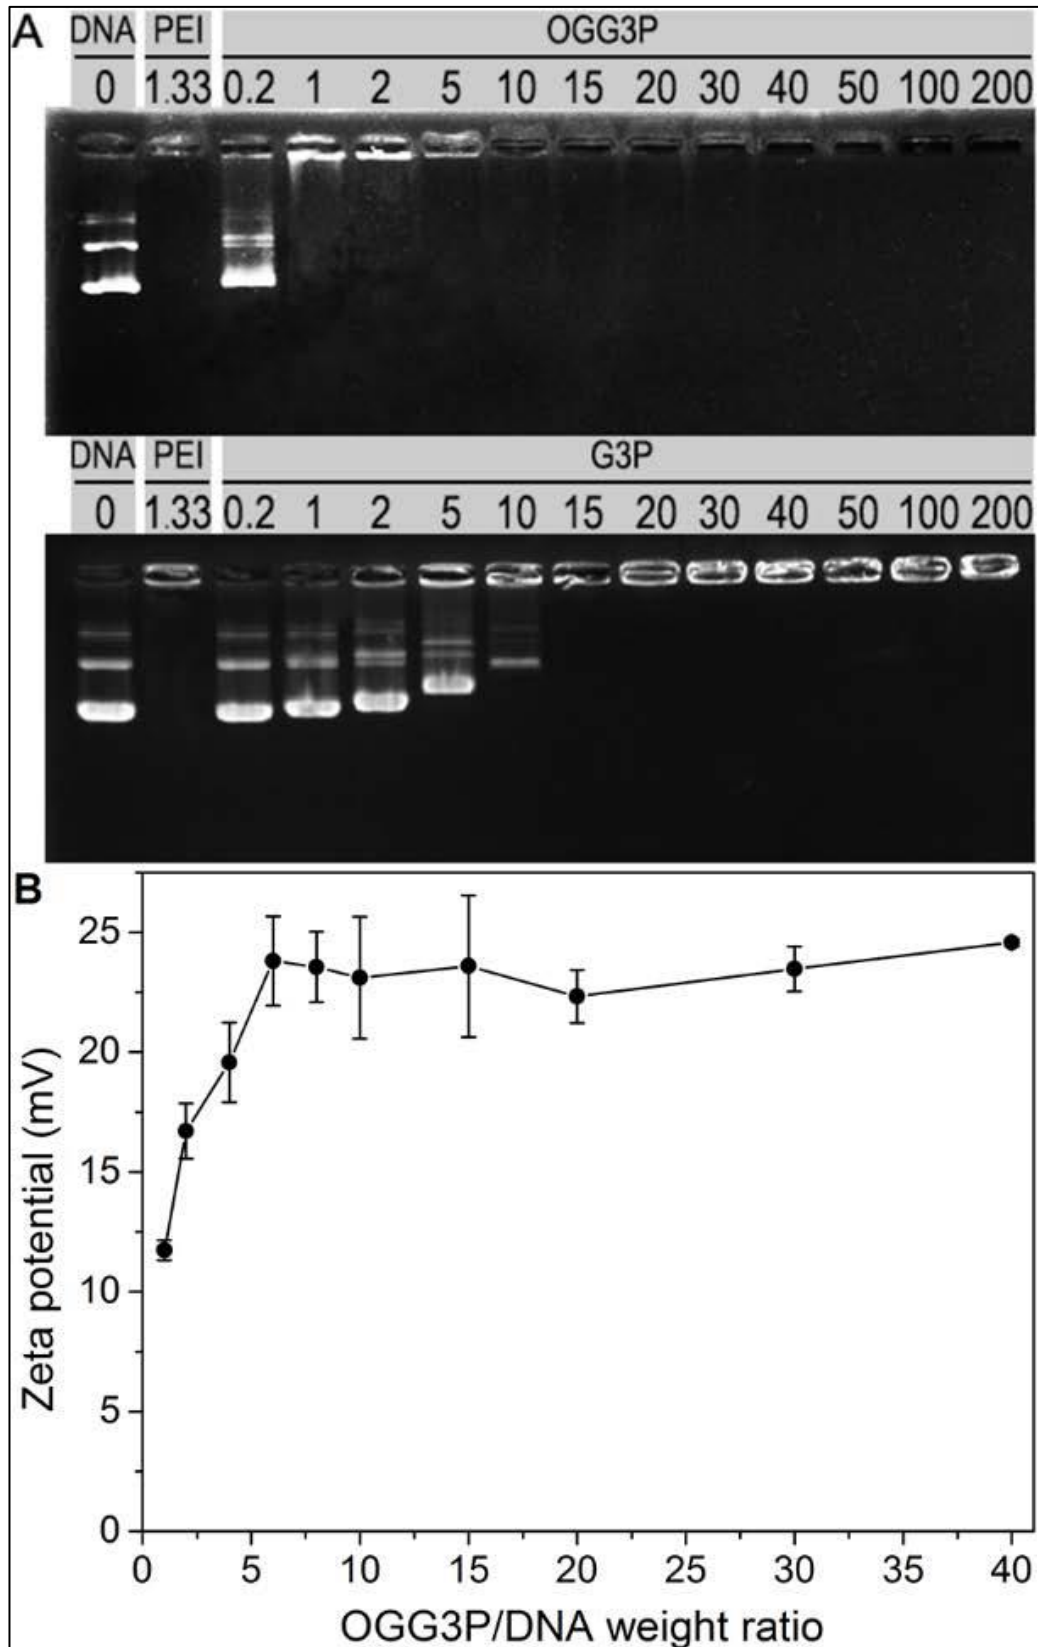 A
DNA PEI OGG3P
0 1.33 0.2 1 2 5 10 15 20 30 40 50 100 200
DNA PEI G3P
0 1.33 0.2 1 2 5 10 15 20 30 40 50 100 200
B
25
20
15
10
5
0
Zeta potential (mV)
0 5 10 15 20 25 30 35 40
OGG3P/DNA weight ratio